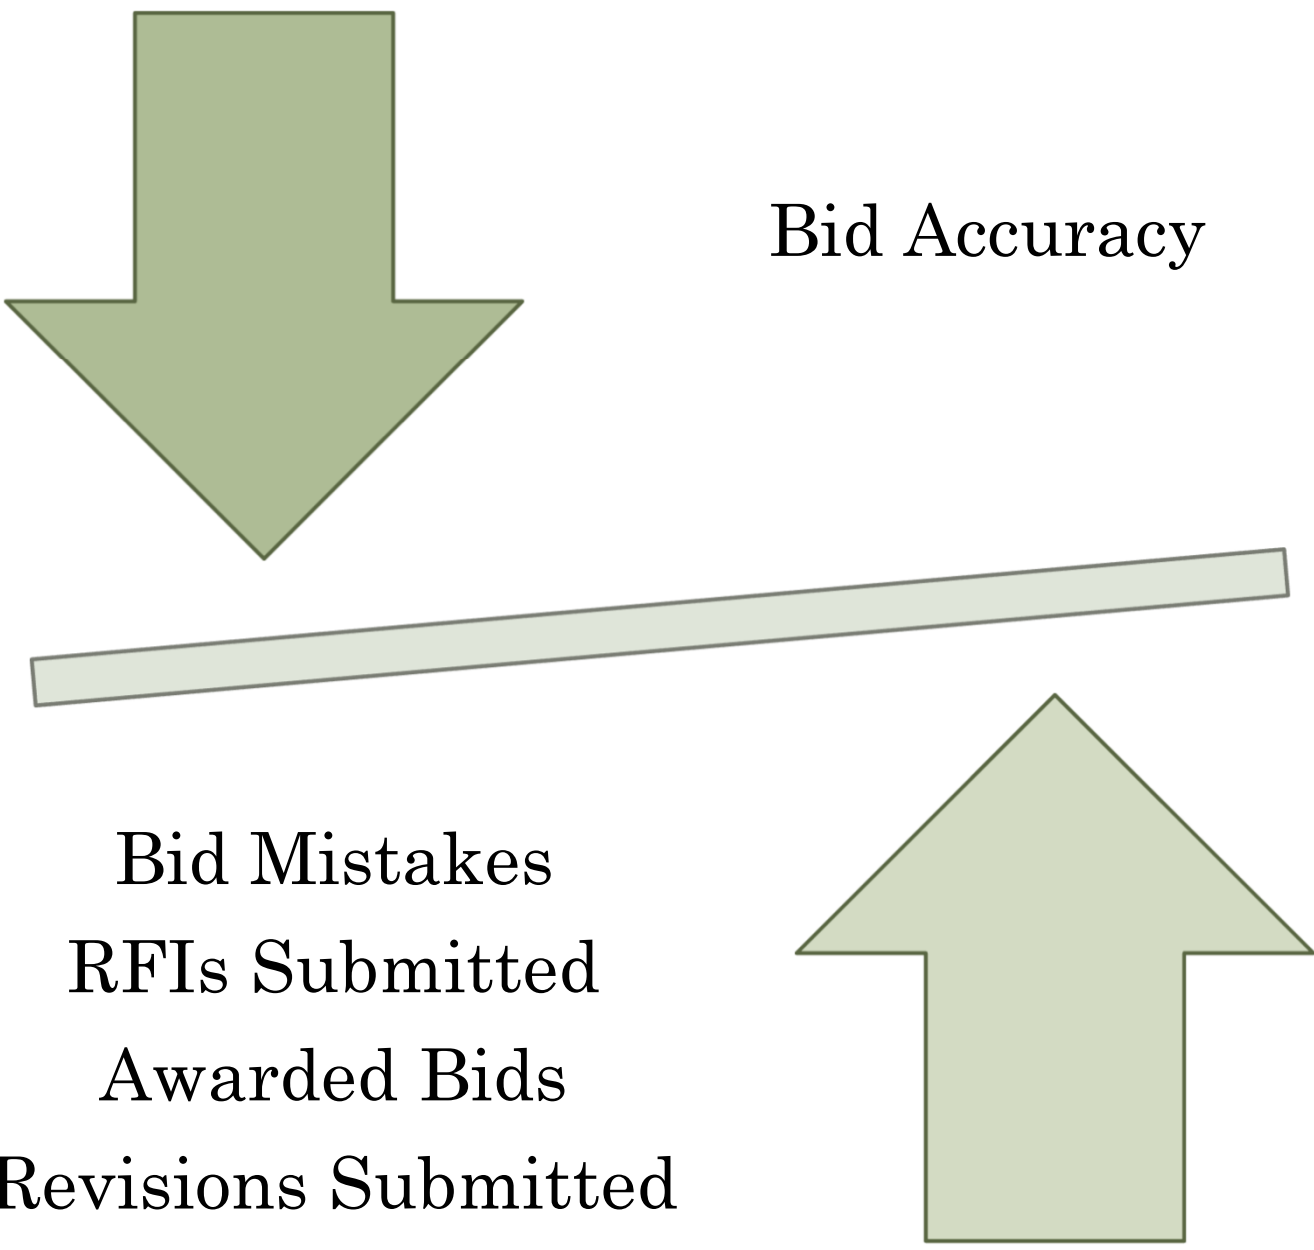 Bid Accuracy
Bid Mistakes
RFIs Submitted
Awarded Bids
Revisions Submitted